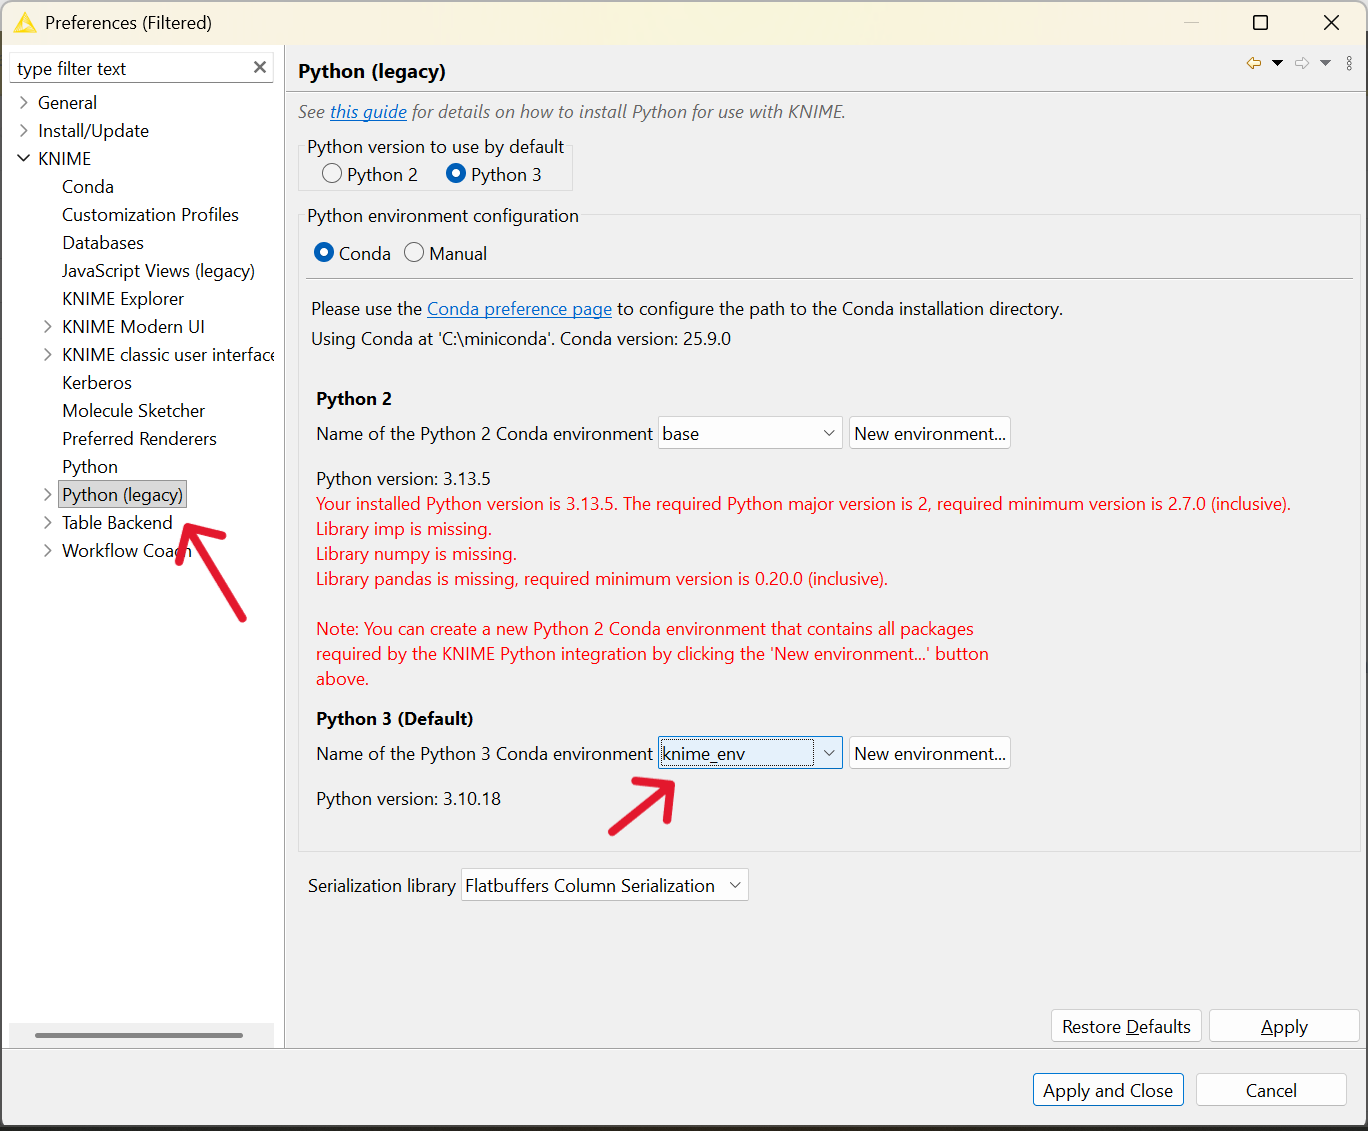 Preferences (Filtered)
type filter text
General
Install/Update
KNIME
Conda
Customization Profiles
Databases
JavaScript Views (legacy)
KNIME Explorer
KNIME Modern UI
KNIME classic user interface
Kerberos
Molecule Sketcher
Preferred Renderers
Python
Python (legacy)
Table Backend
Workflow Coach
Python (legacy)
See this guide for details on how to install Python for use with KNIME.
Python version to use by default
Python 2 Python 3
Python environment configuration
Conda Manual
Please use the Conda preference page to configure the path to the Conda installation directory.
Using Conda at 'C:\miniconda'. Conda version: 25.9.0
Python 2
Name of the Python 2 Conda environment base New environment...
Python version: 3.13.5
Your installed Python version is 3.13.5. The required Python major version is 2, required minimum version is 2.7.0 (inclusive).
Library imp is missing.
Library numpy is missing.
Library pandas is missing, required minimum version is 0.20.0 (inclusive).
Note: You can create a new Python 2 Conda environment that contains all packages
required by the KNIME Python integration by clicking the 'New environment...' button
above.
Python 3 (Default)
Name of the Python 3 Conda environment knime_env New environment...
Python version: 3.10.18
Serialization library Flatbuffers Column Serialization
Restore Defaults Apply
Apply and Close Cancel